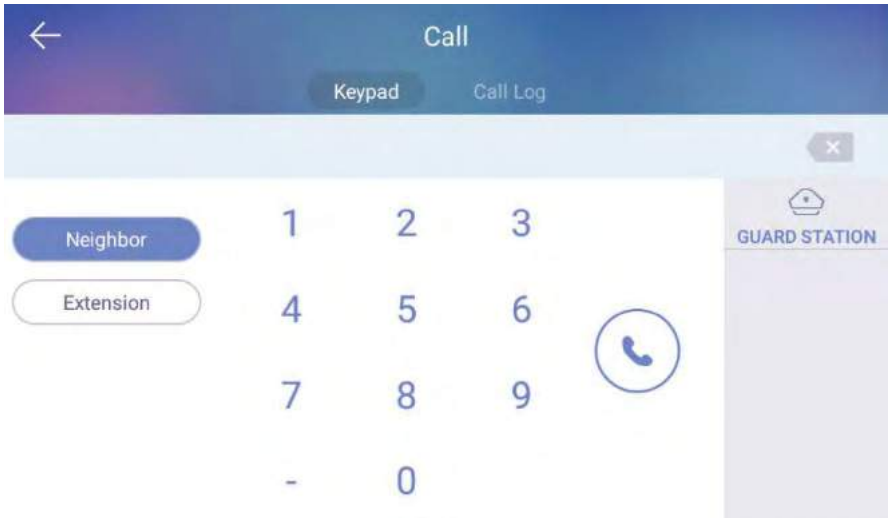 Call
Keypad Call Log
Neighbor
Extension
1 2 3
4 5 6
7 8 9
- 0
GUARD STATION